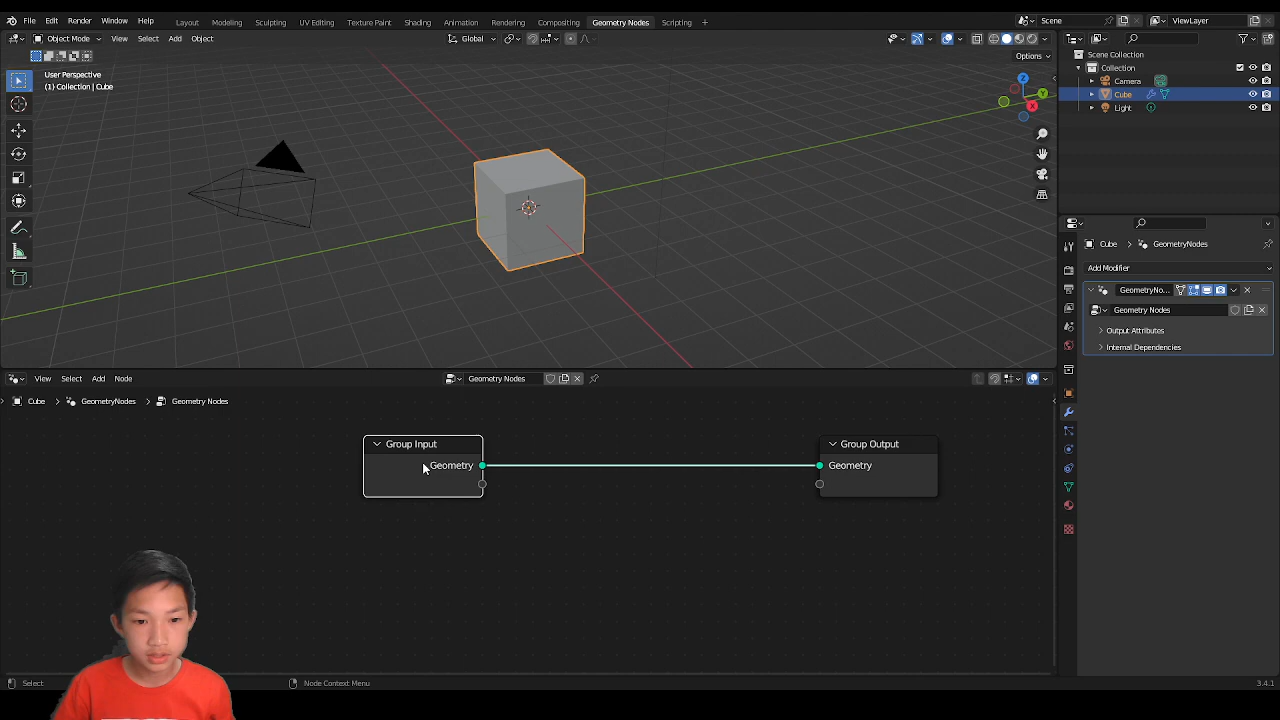 File Edit Render Window Help Layout Modeling Sculpting UV Editing Texture Paint Shading Animation Rendering Compositing Geometry Nodes Scripting + Scene ViewLayer
Object Mode View Select Add Object Global
Options
User Perspective
(1) Collection | Cube
Z
Y
X
Scene Collection
Collection
Camera
Cube
Light
Cube GeometryNodes
Add Modifier
GeometryNo...
Geometry Nodes
Output Attributes
Internal Dependencies
View Select Add Node Geometry Nodes
Cube GeometryNodes Geometry Nodes
Group Input
Geometry
Group Output
Geometry
Select Node Context Menu 3.4.1